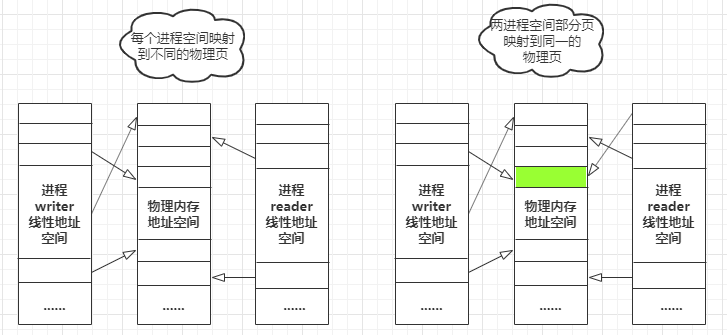 每个进程空间映射
到不同的物理页
两进程空间部分页
映射到同一的
物理页
进程
writer
线性地址
空间
......
物理内存
地址空间
......
进程
reader
线性地址
空间
......
进程
writer
线性地址
空间
......
物理内存
地址空间
......
进程
reader
线性地址
空间
......